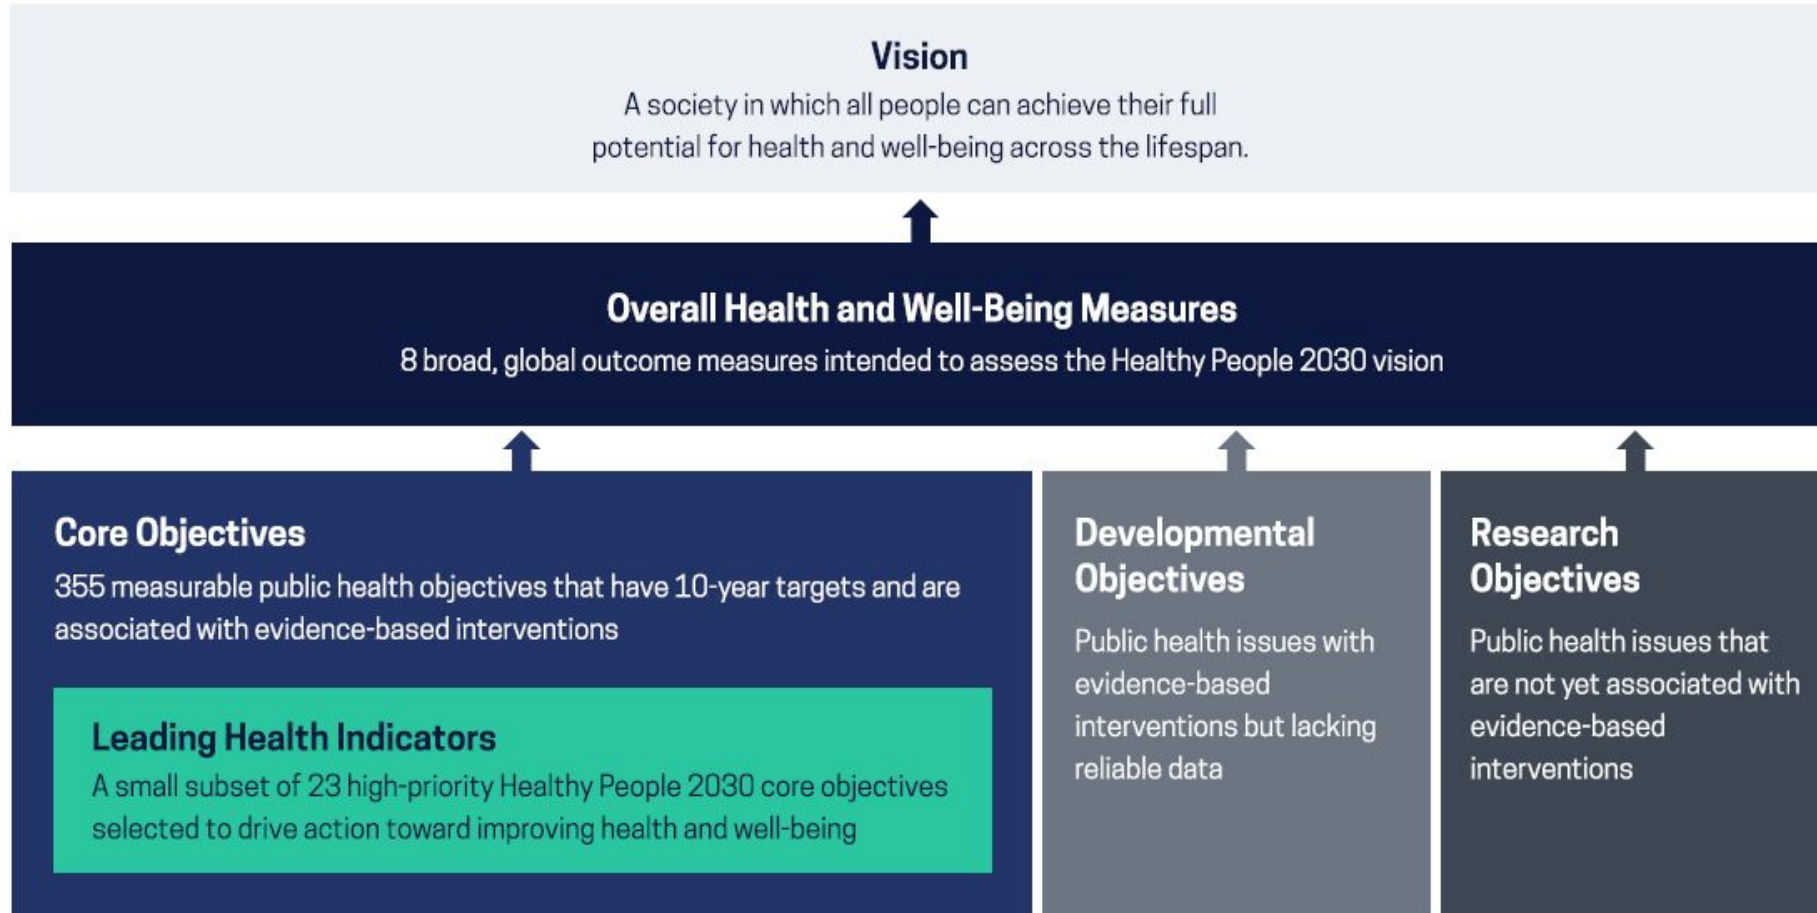 Vision
A society in which all people can achieve their full
potential for health and well-being across the lifespan.
Overall Health and Well-Being Measures
8 broad, global outcome measures intended to assess the Healthy People 2030 vision
Core Objectives
355 measurable public health objectives that have 10-year targets and are
associated with evidence-based interventions
Leading Health Indicators
A small subset of 23 high-priority Healthy People 2030 core objectives
selected to drive action toward improving health and well-being
Developmental
Objectives
Public health issues with
evidence-based
interventions but lacking
reliable data
Research
Objectives
Public health issues that
are not yet associated with
evidence-based
interventions